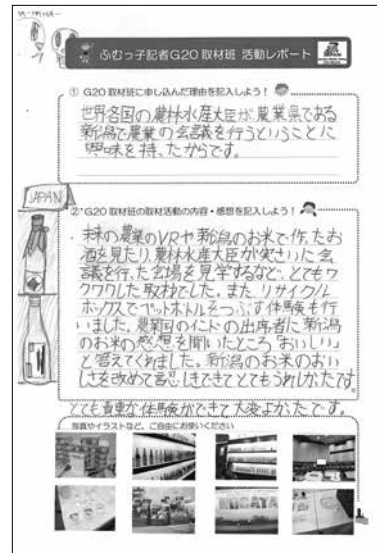 ふむっ子記者G20取材班 活動レポート
① G20 取材班に申し込んだ理由を記入しよう！
世界各国の農林水産大臣が農業県である
新潟で農業の会議を行うということに
興味を持ったからです。
JAPAN
② G20 取材班の取材活動の内容・感想を記入しよう！
未来の農業のVRや新潟のお米で作ったお
酒を見たり、農林水産大臣が実さいに会
議を行った会場を見学するなど、とてもワ
クワクした取材でした。また、リサイクル
ボックスでペットボトルをつぶす体験も行
いました。農業国のインドの出席者に新潟
のお米の感想を聞いたところ「おいしい」
と答えてくれました。新潟のお米のおい
しさを改めて認しきできてとてもうれしかったです。
とても貴重な体験ができて大変よかったです。
写真やイラストなど、ご自由にお使いください